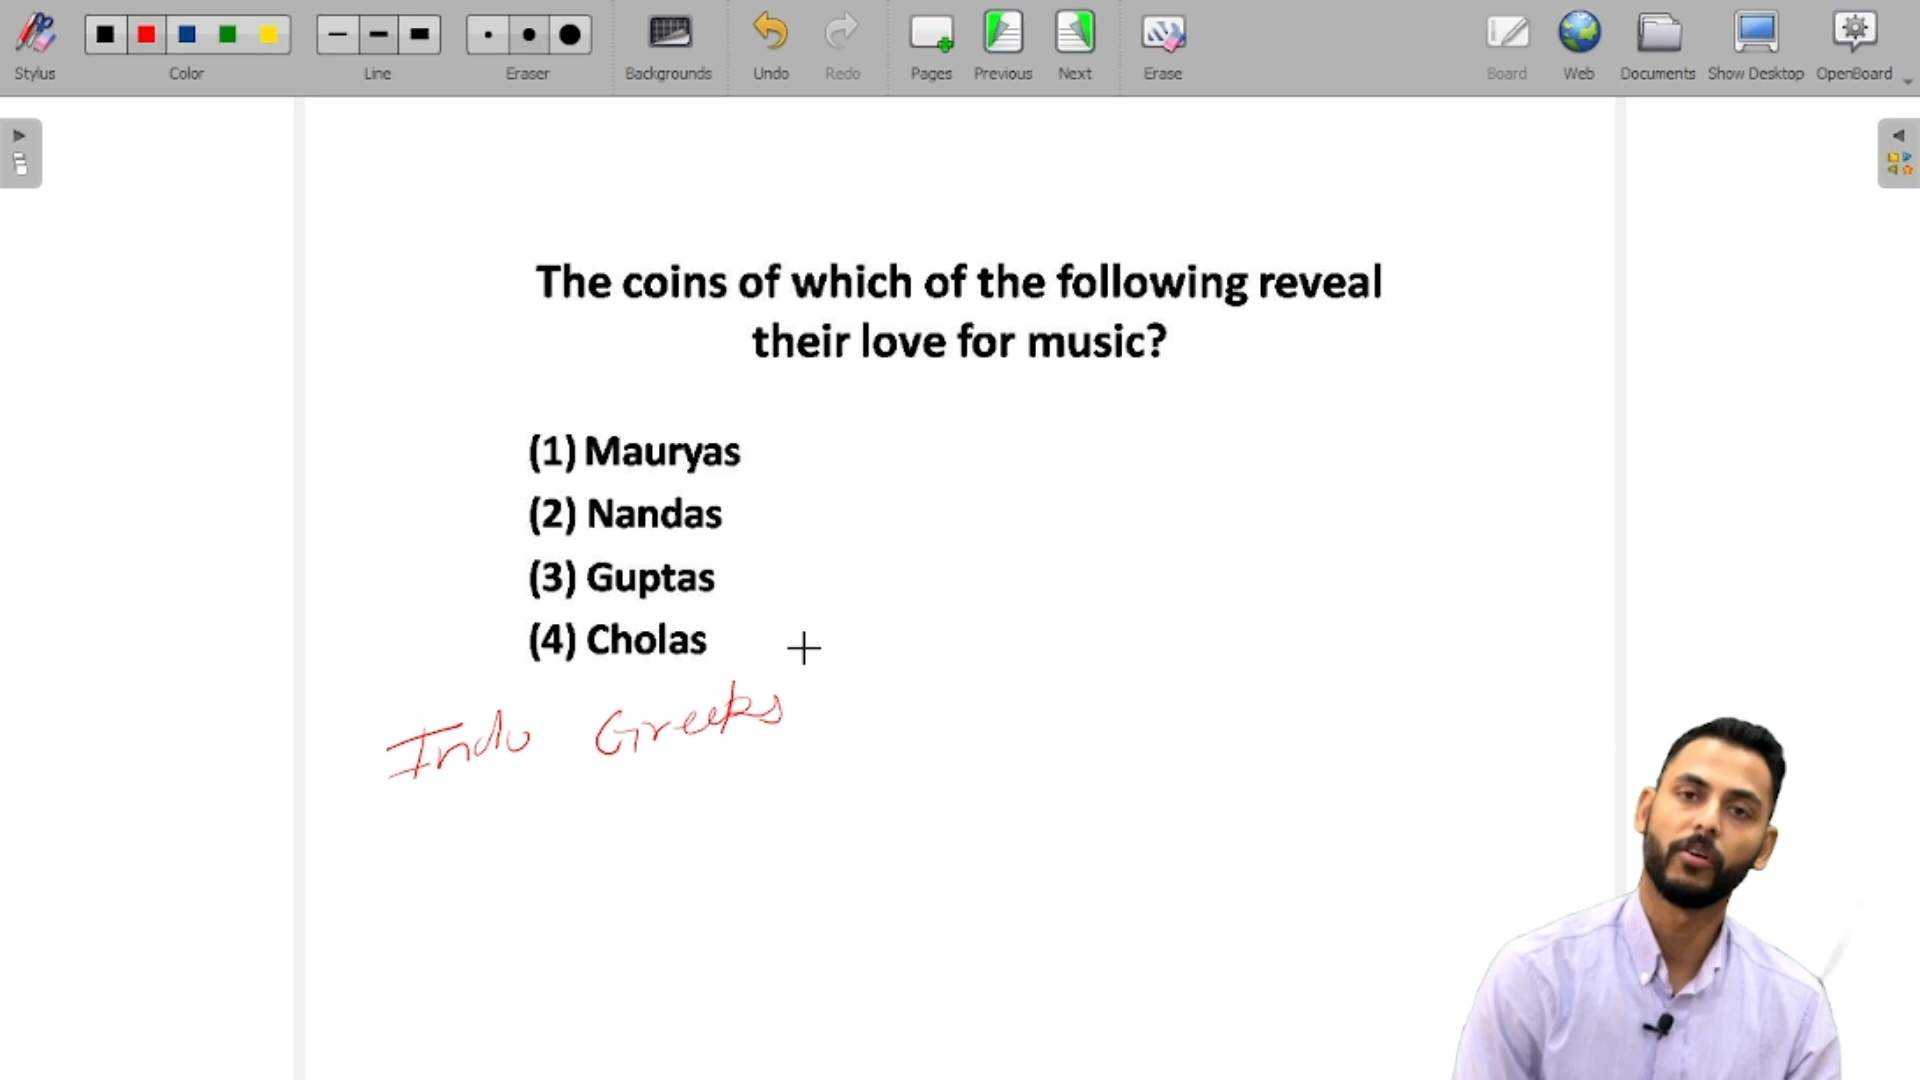 Stylus Color Line Eraser Backgrounds Undo Redo Pages Previous Next Erase Board Web Documents Show Desktop OpenBoard
The coins of which of the following reveal
their love for music?
(1) Mauryas
(2) Nandas
(3) Guptas
(4) Cholas
Indo Greeks